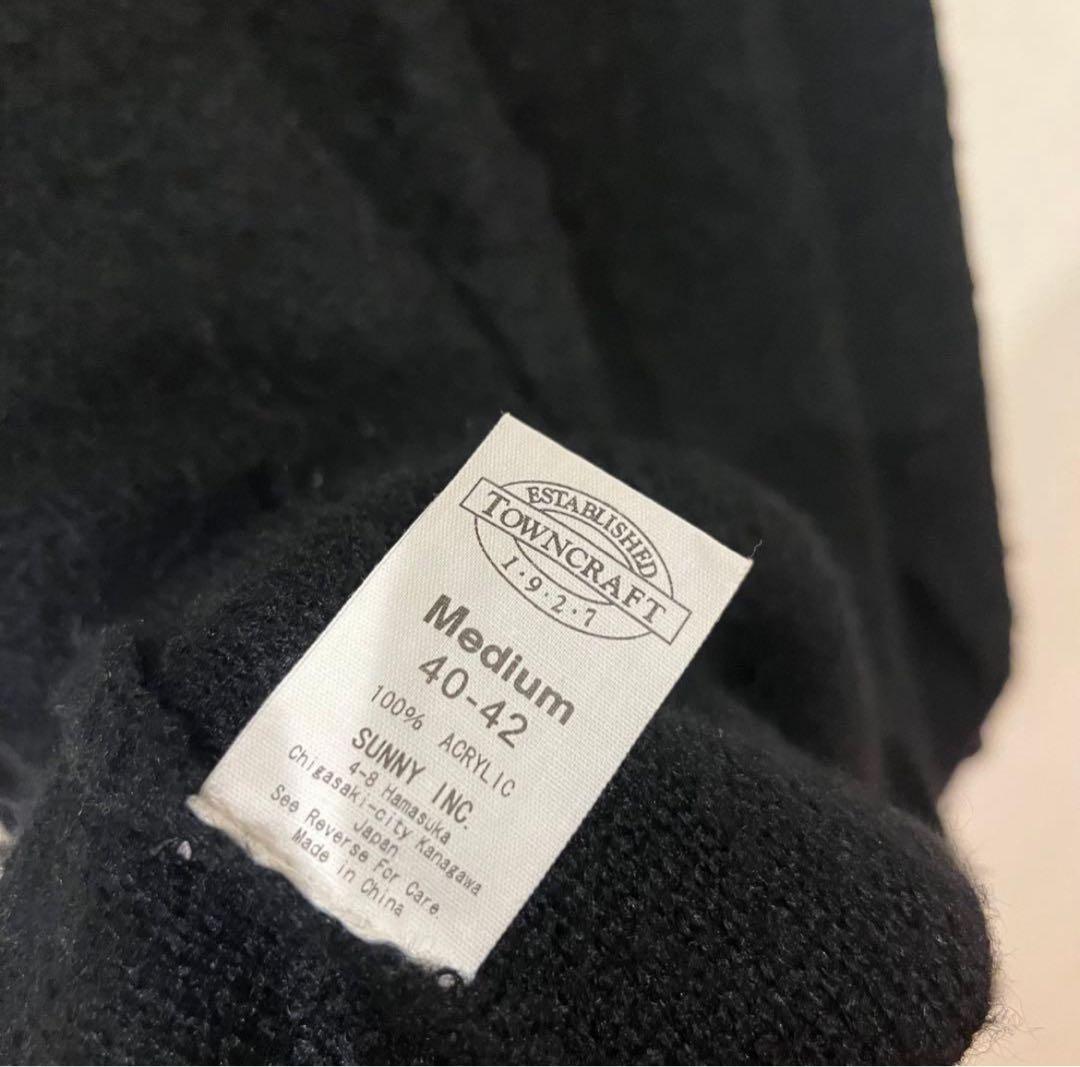 ESTABLISHED
TOWNCRAFT
1·9·2·7
Medium
40-42
100% ACRYLIC
SUNNY INC.
4-8 Hamasuka
Chigasaki-city Kanagawa
Japan
See Reverse For Care.
Made in China